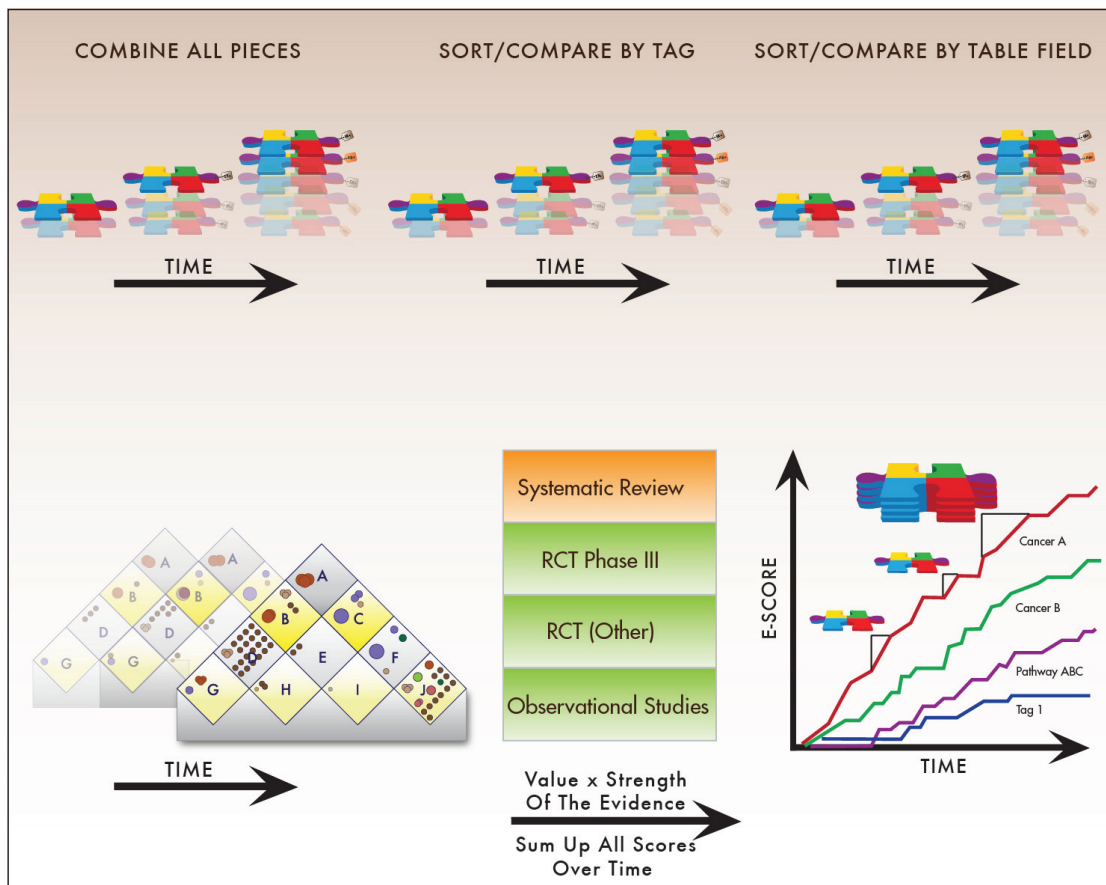 COMBINE ALL PIECES
SORT/COMPARE BY TAG
SORT/COMPARE BY TABLE FIELD
TIME
TIME
TIME
A
A
A
B
B
B
C
D
D
D
E
F
G
G
G
H
I
J
TIME
Systematic Review
RCT Phase III
RCT (Other)
Observational Studies
Value x Strength
Of The Evidence
Sum Up All Scores
Over Time
E-SCORE
Cancer A
Cancer B
Pathway ABC
Tag 1
TIME